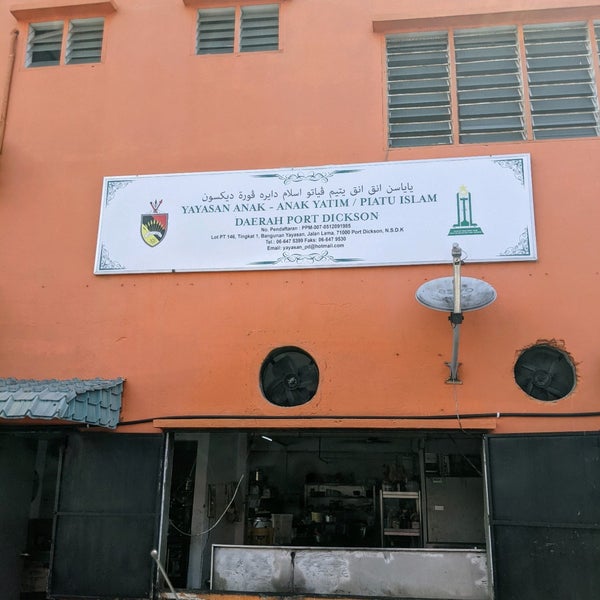 ياياسن انق انق يتيم ڤياتو اسلام دايره ڤورة ديکسون
YAYASAN ANAK - ANAK YATIM / PIATU ISLAM
DAERAH PORT DICKSON
No. Pendaftaran : PPM-007-0512091985
Lot PT 146, Tingkat 1, Bangunan Yayasan, Jalan Lama, 71000 Port Dickson, N.S.D.K
Tel : 06-647 5399 Faks: 06-647 9530
Email: yayasan_pd@hotmail.com